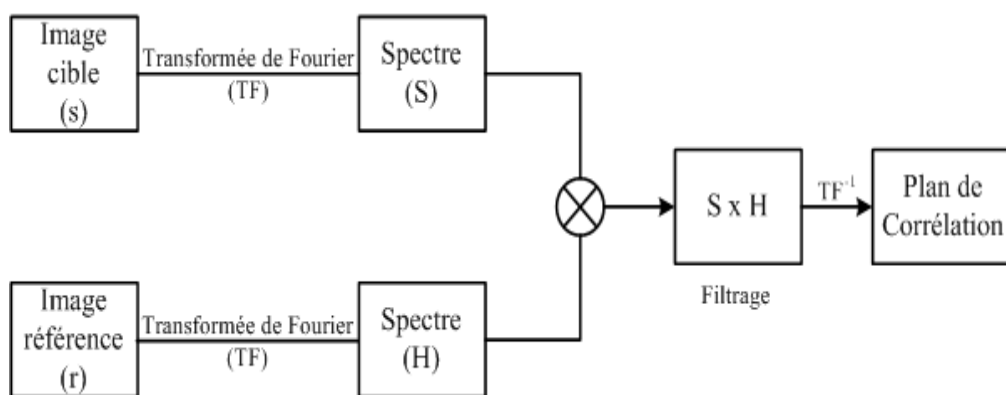 Image
cible
(s)
Transformée de Fourier
(TF)
Spectre
(S)
Image
référence
(r)
Transformée de Fourier
(TF)
Spectre
(H)
S x H
Filtrage
TF⁻¹
Plan de
Corrélation